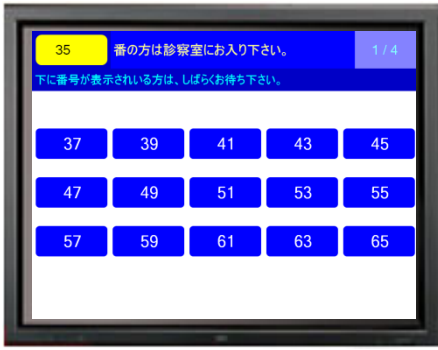 35 番の方は診察室にお入り下さい。 1 / 4
下に番号が表示されいる方は、しばらくお待ち下さい。
37 39 41 43 45
47 49 51 53 55
57 59 61 63 65